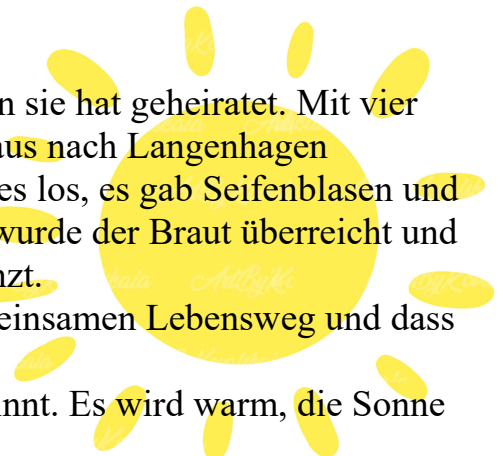 n sie hat geheiratet. Mit vier
aus nach Langenhagen
es los, es gab Seifenblasen und
wurde der Braut überreicht und
nzt.
einsamen Lebensweg und dass
nnt. Es wird warm, die Sonne